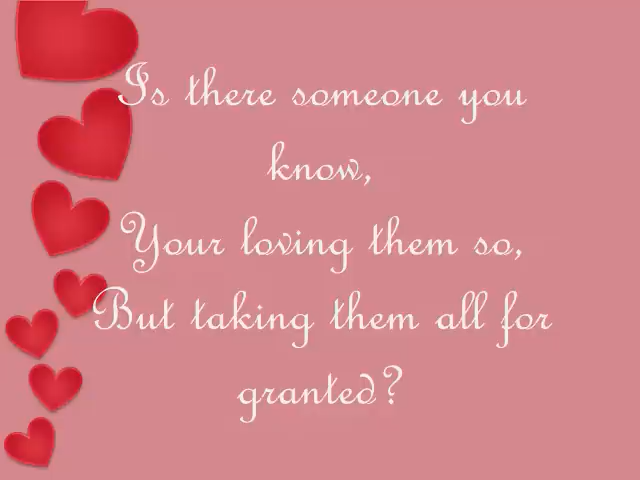 Is there someone you
know,
Your loving them so,
But taking them all for
granted?